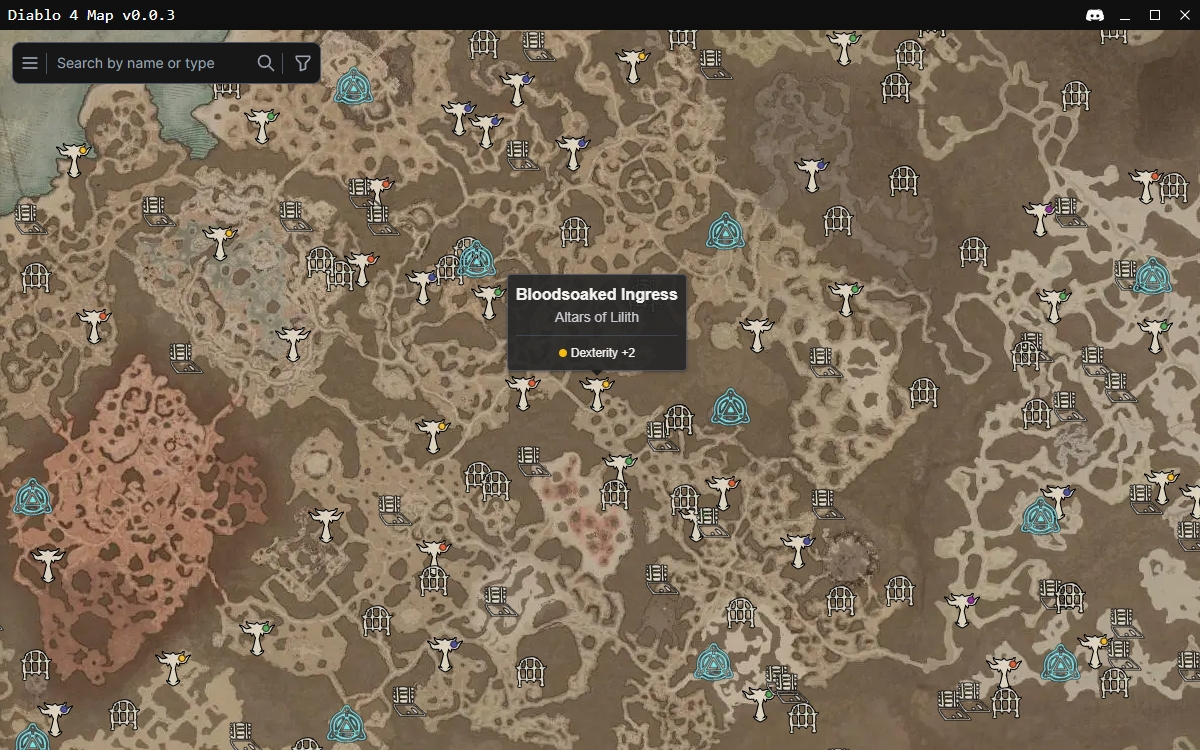 Diablo 4 Map v0.0.3
Search by name or type
Bloodsoaked Ingress
Altars of Lilith
Dexterity +2